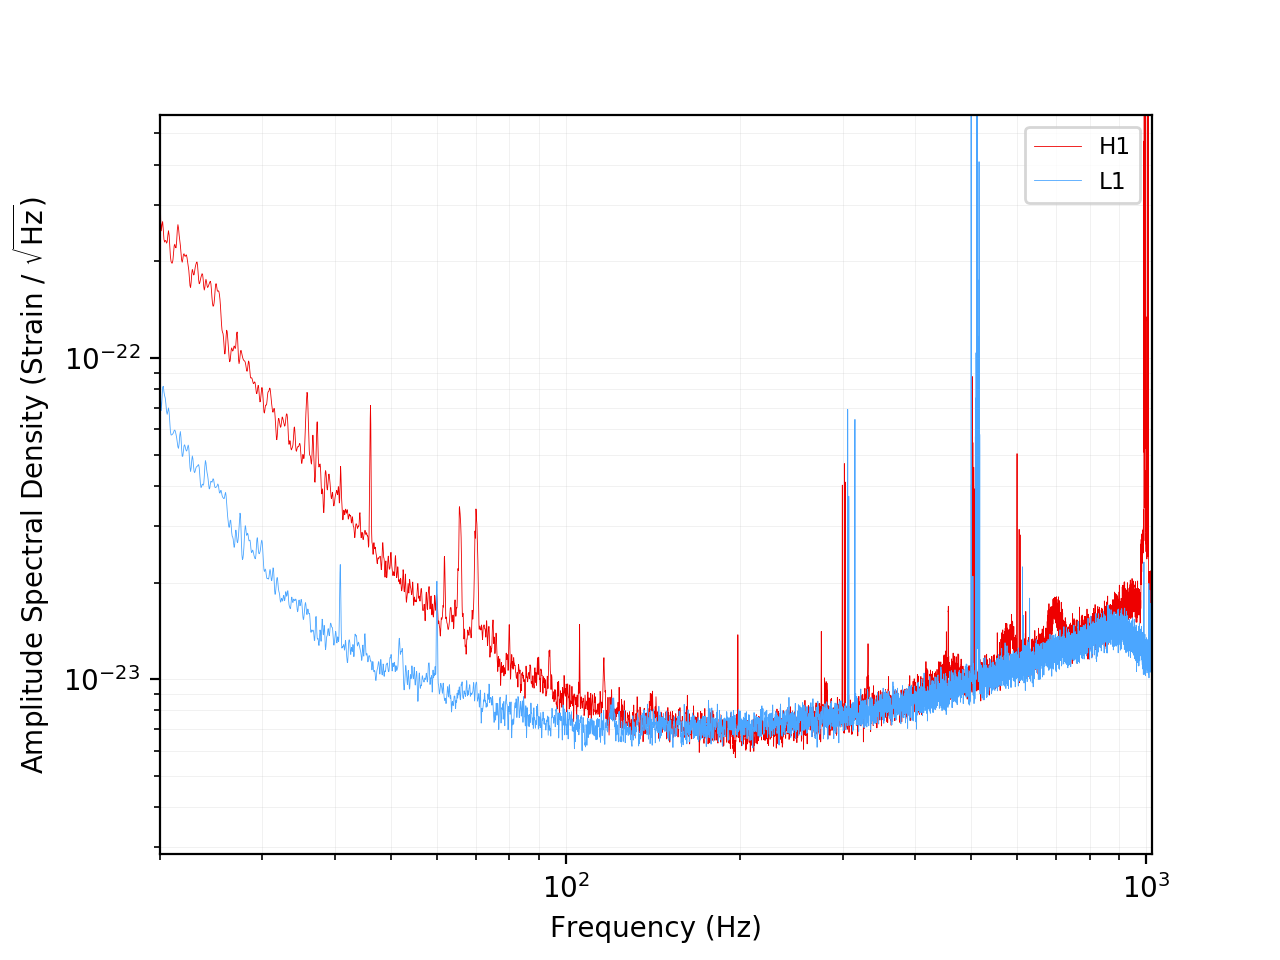 H1
L1
Amplitude Spectral Density (Strain / √Hz)
10⁻²²
10⁻²³
10²
10³
Frequency (Hz)